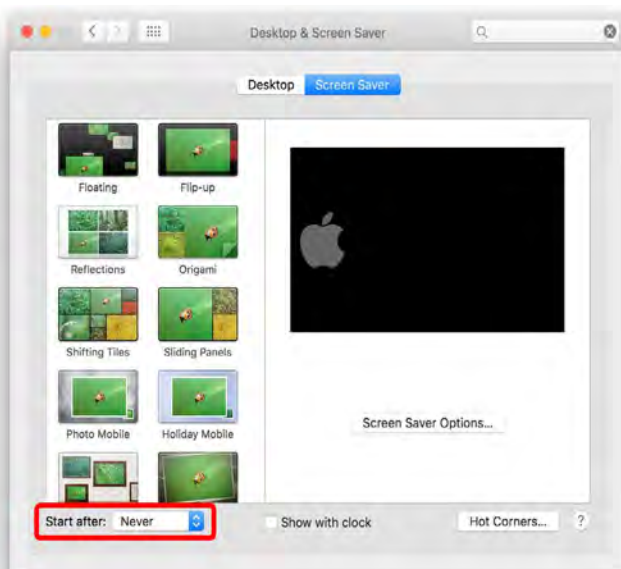 Desktop & Screen Saver
Desktop Screen Saver
Floating Flip-up
Reflections Origami
Shifting Tiles Sliding Panels
Photo Mobile Holiday Mobile
Screen Saver Options...
Start after: Never Show with clock Hot Corners... ?